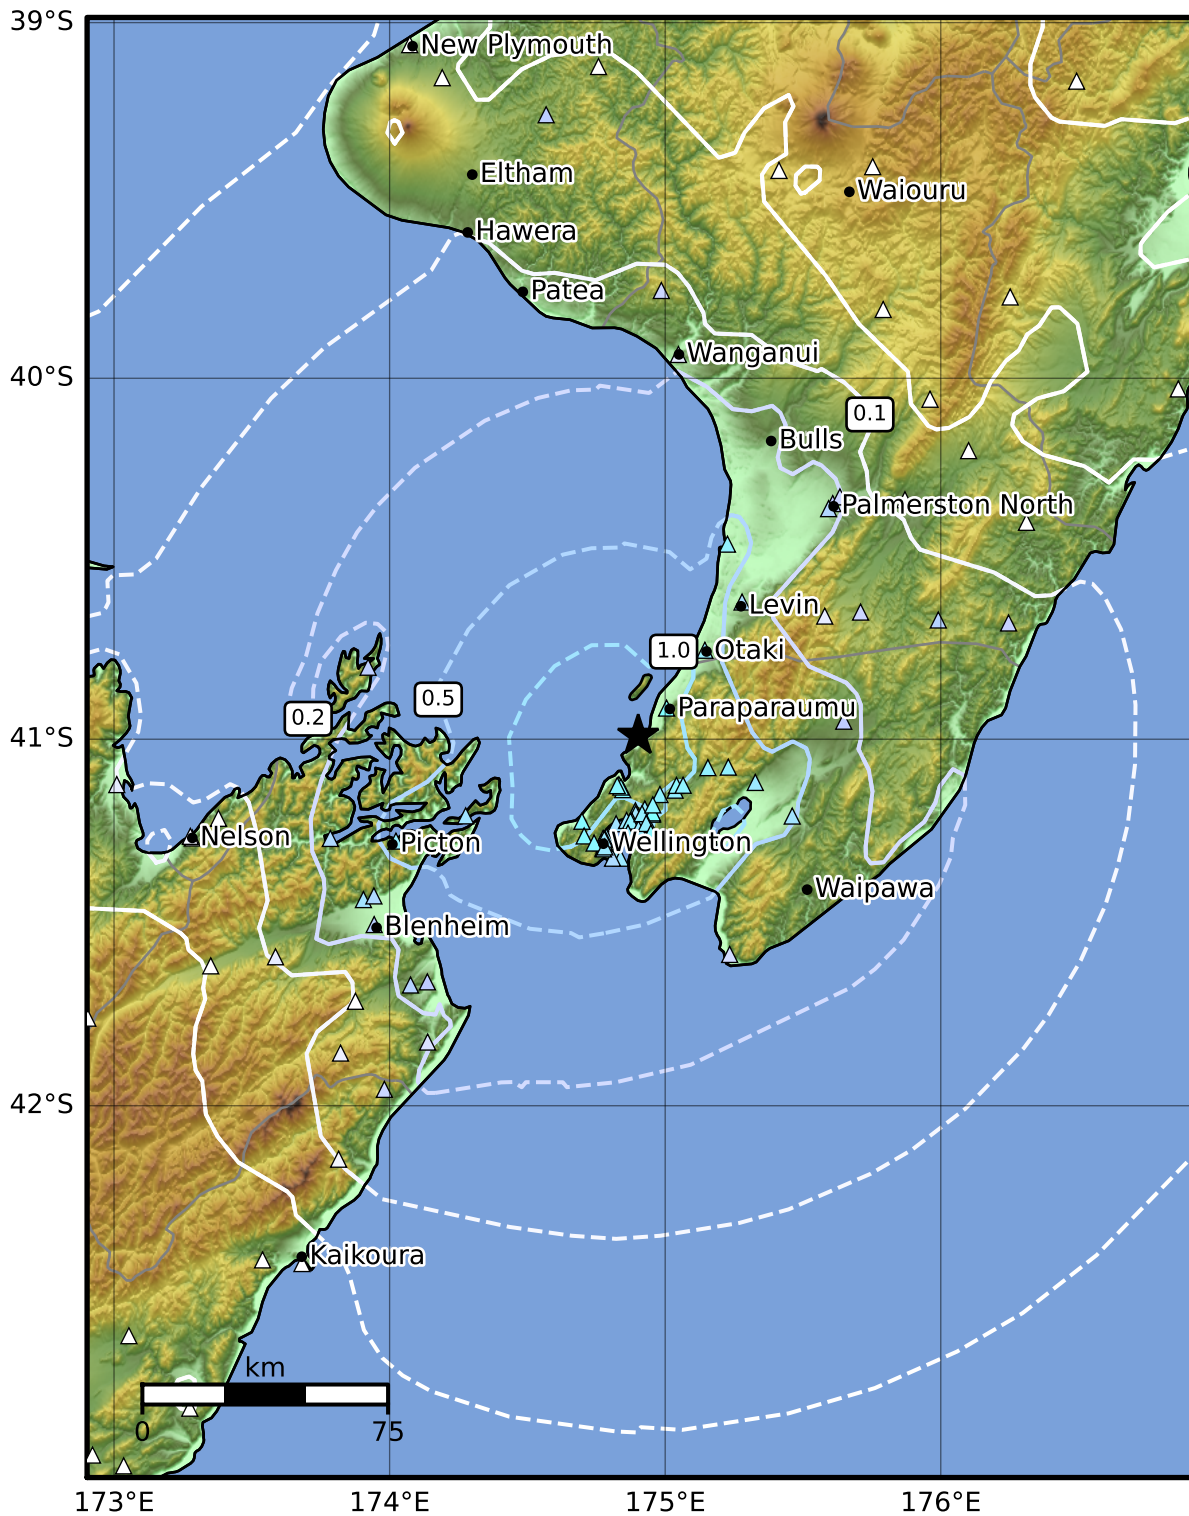 39°S
New Plymouth
Eltham
Waiouru
Hawera
Patea
Wanganui
40°S
0.1
Bulls
Palmerston North
Levin
1.0
Otaki
0.5
0.2
Paraparaumu
41°S
Nelson
Picton
Wellington
Waipawa
Blenheim
42°S
Kaikoura
km
0
75
173°E
174°E
175°E
176°E